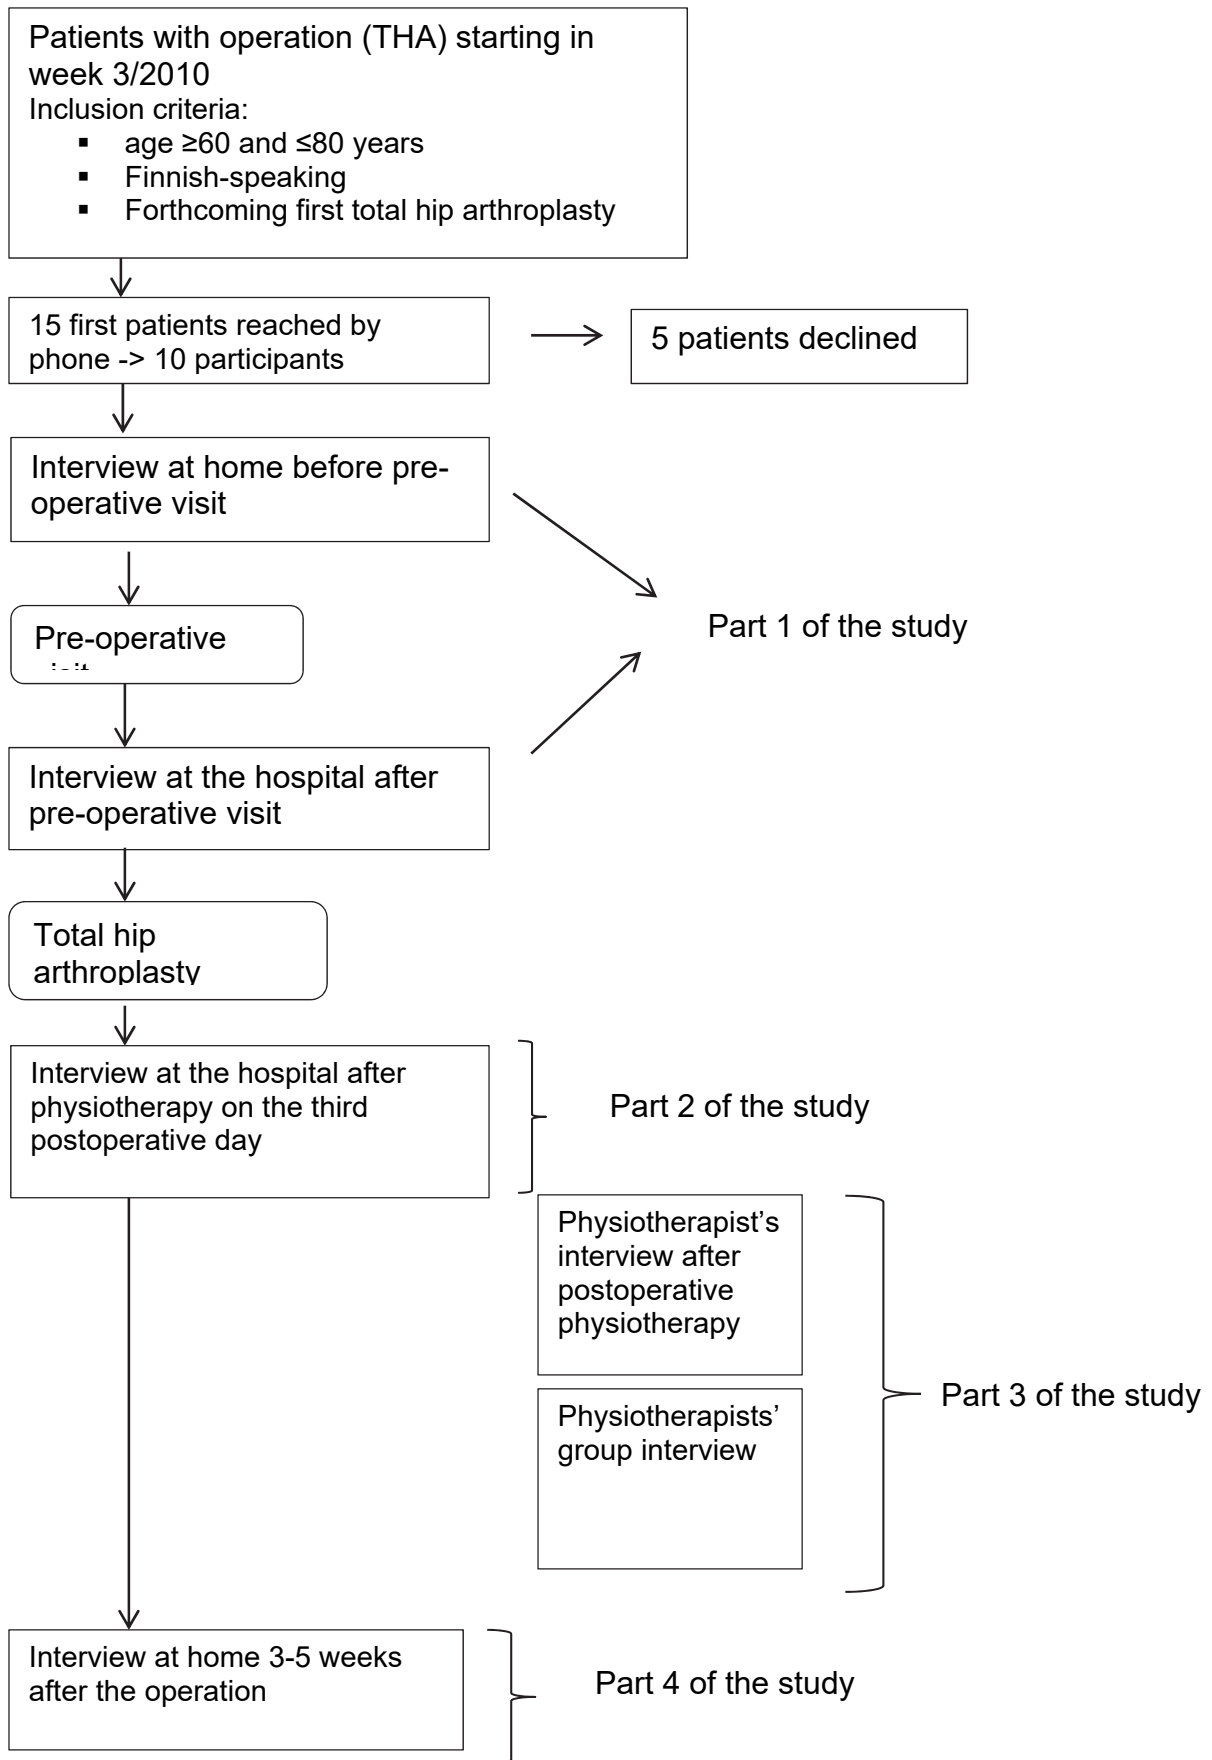 Patients with operation (THA) starting in
week 3/2010
Inclusion criteria:
▪ age ≥60 and ≤80 years
▪ Finnish-speaking
▪ Forthcoming first total hip arthroplasty
15 first patients reached by
phone -> 10 participants
5 patients declined
Interview at home before pre-
operative visit
Pre-operative
Part 1 of the study
Interview at the hospital after
pre-operative visit
Total hip
arthroplasty
Interview at the hospital after
physiotherapy on the third
postoperative day
Part 2 of the study
Physiotherapist’s
interview after
postoperative
physiotherapy
Physiotherapists’
group interview
Part 3 of the study
Interview at home 3-5 weeks
after the operation
Part 4 of the study